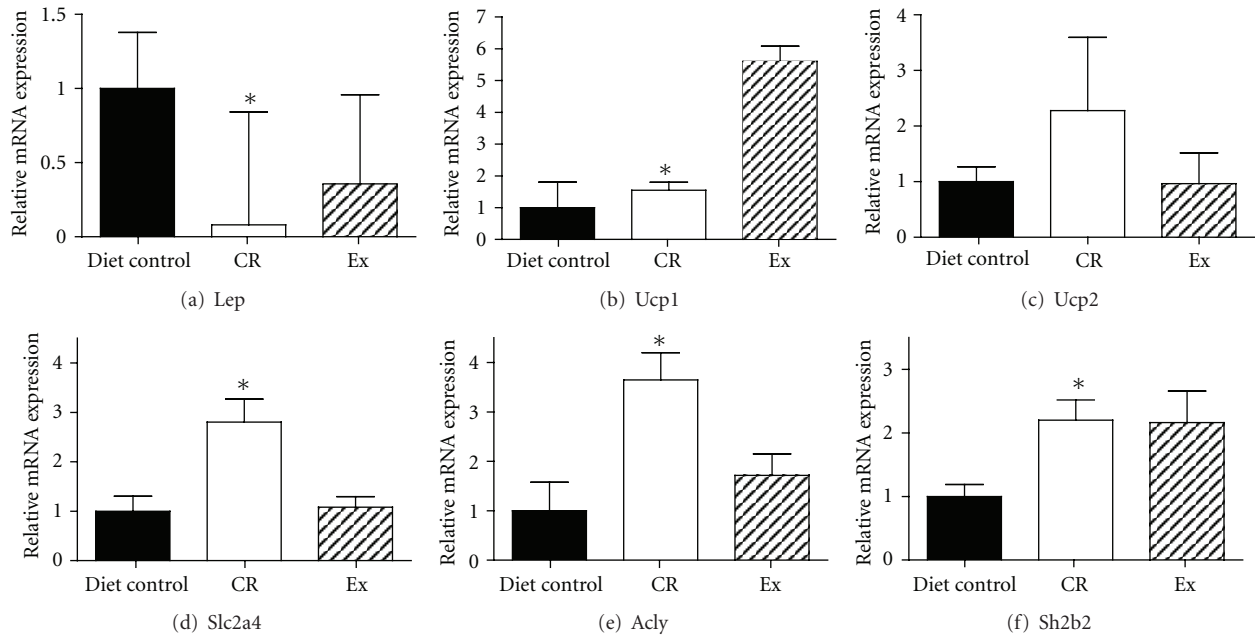 Relative mRNA expression
1.5
1
0.5
0
*
Diet control CR Ex
(a) Lep
Relative mRNA expression
7
6
5
4
3
2
1
0
*
Diet control CR Ex
(b) Ucp1
Relative mRNA expression
4
3
2
1
0
Diet control CR Ex
(c) Ucp2
Relative mRNA expression
4
3
2
1
0
*
Diet control CR Ex
(d) Slc2a4
Relative mRNA expression
4
3
2
1
0
*
Diet control CR Ex
(e) Acly
Relative mRNA expression
3
2
1
0
*
Diet control CR Ex
(f) Sh2b2